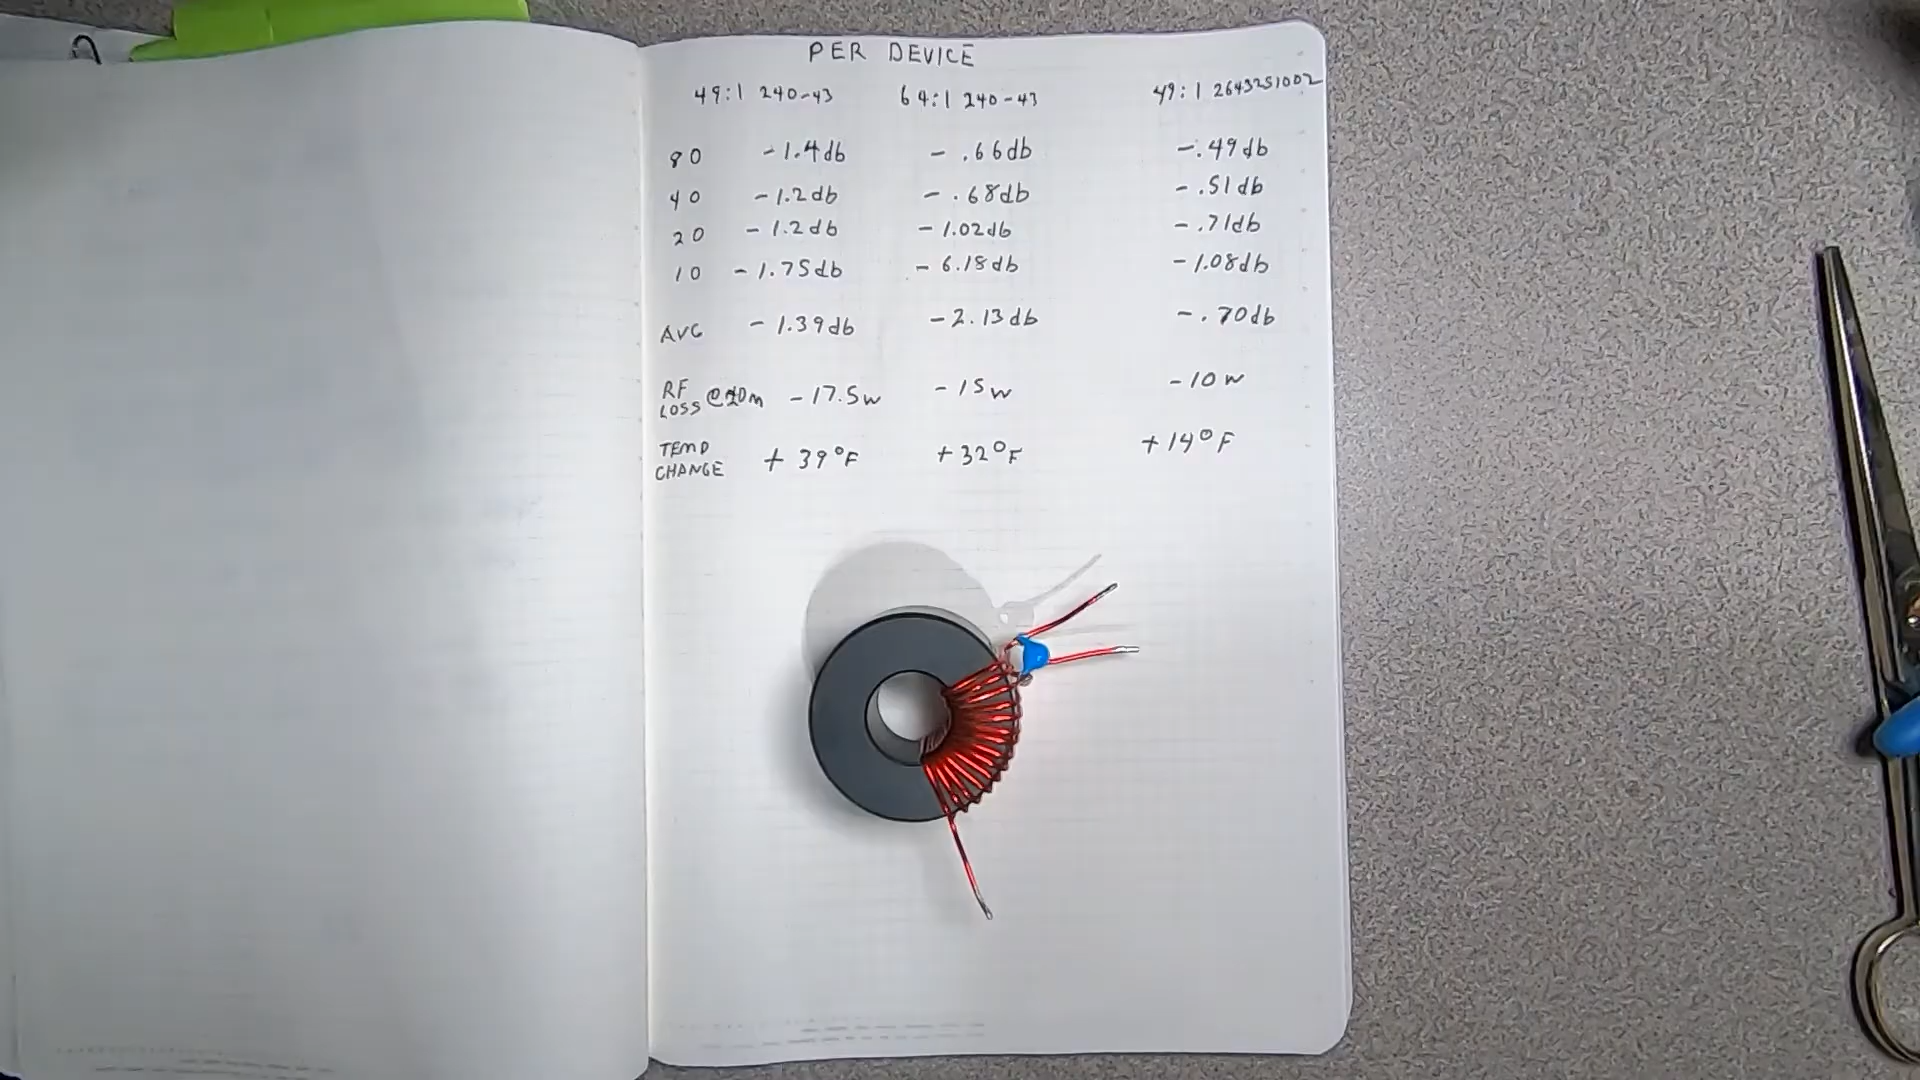 PER DEVICE
49:1 240-43 64:1 240-43 49:1 2643251002
80 -1.4db -.66db -.49db
40 -1.2db -.68db -.51db
20 -1.2db -1.02db -.71db
10 -1.75db -6.18db -1.08db
AVG -1.39db -2.13db -.70db
RF LOSS @20m -17.5w -15w -10w
TEMP CHANGE +39°F +32°F +14°F